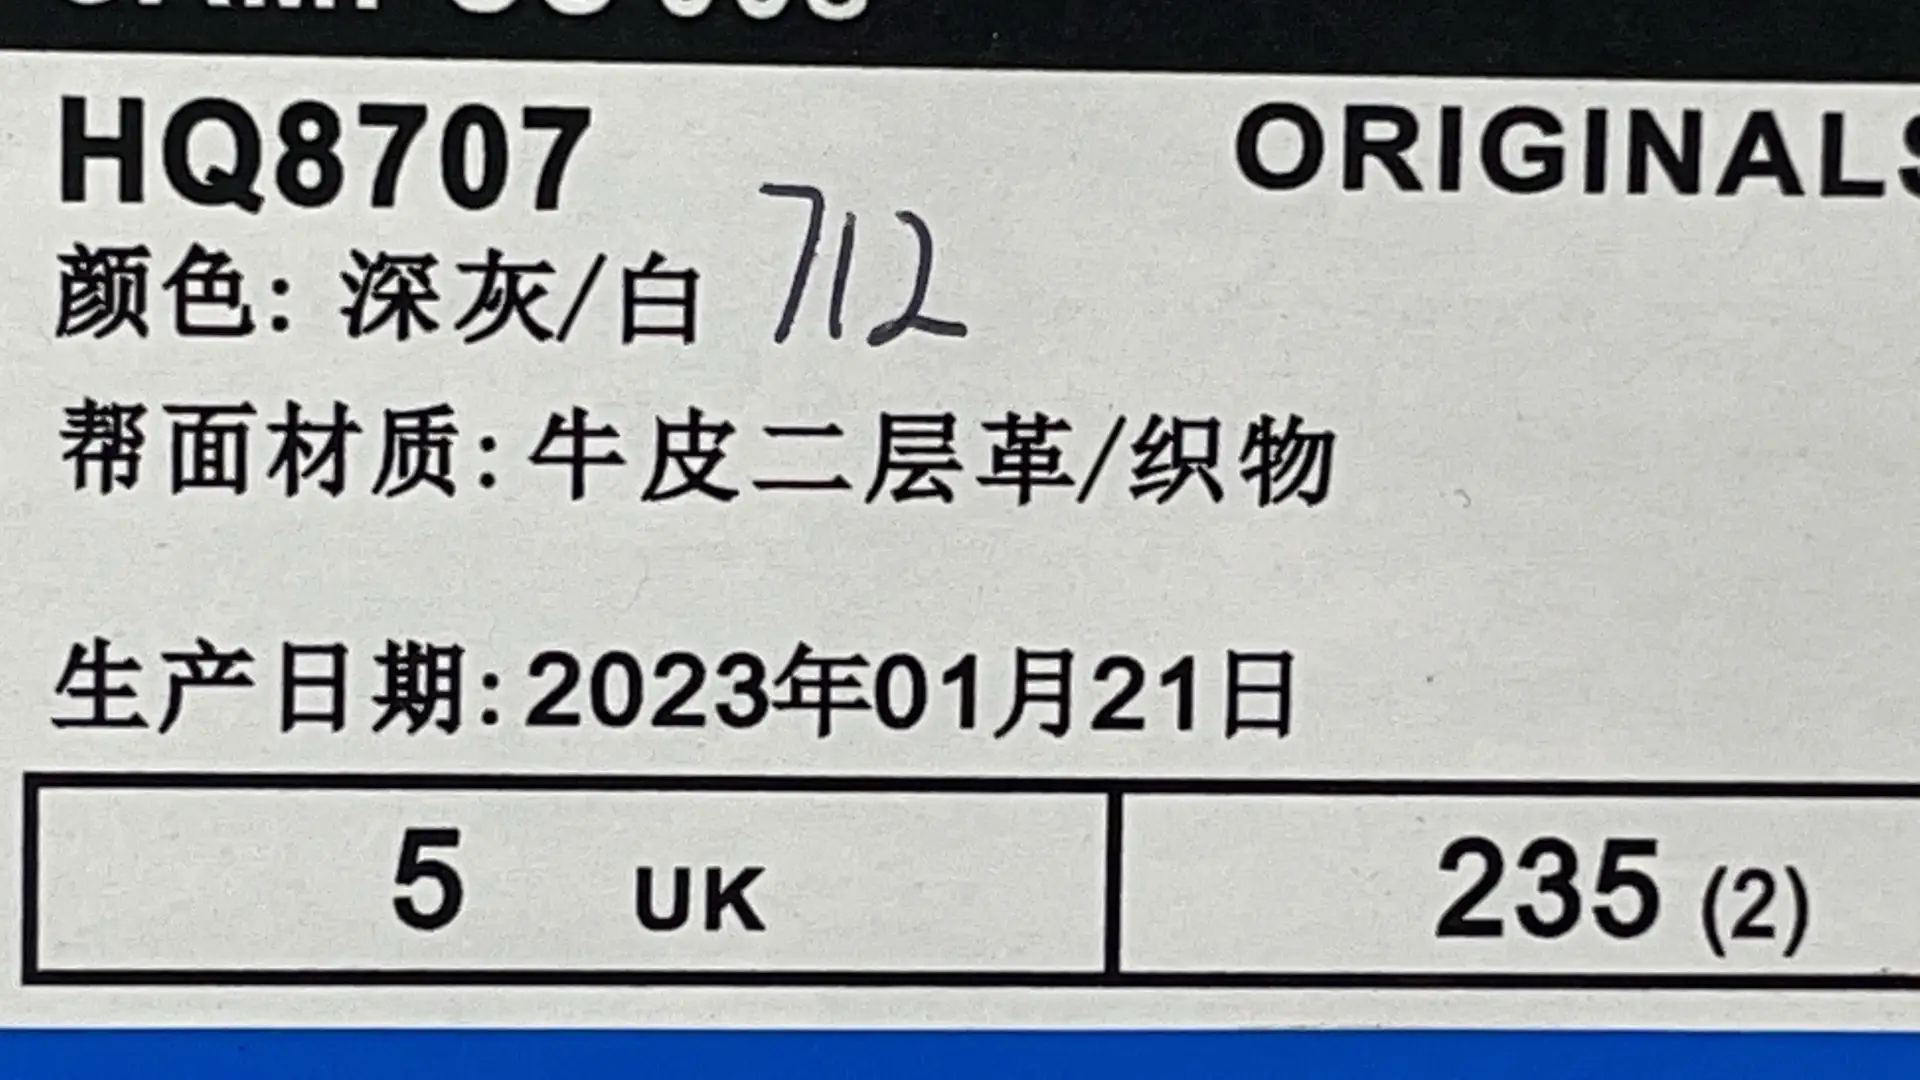 HQ8707 ORIGINALS
颜色: 深灰/白 712
帮面材质: 牛皮二层革/织物
生产日期: 2023年01月21日
5 UK 235 (2)